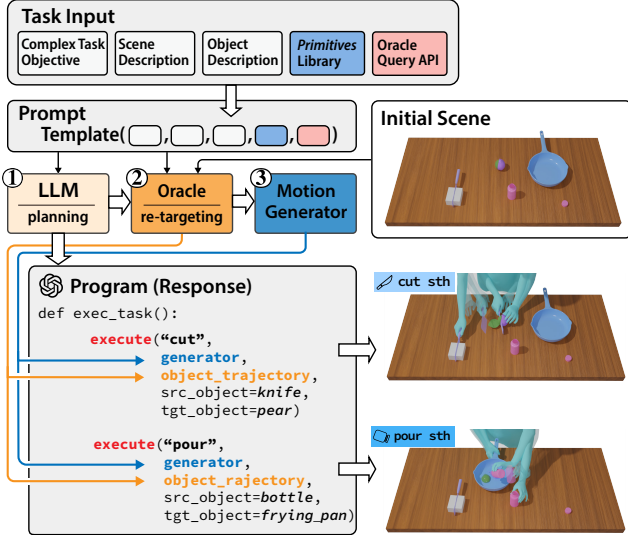 Task Input
Complex Task
Objective
Scene
Description
Object
Description
Primitives
Library
Oracle
Query API
Prompt
Template( , , , , )
Initial Scene
1
LLM
planning
2
Oracle
re-targeting
3
Motion
Generator
Program (Response)
def exec_task():
execute(“cut”,
generator,
object_trajectory,
src_object=knife,
tgt_object=pear)
execute(“pour”,
generator,
object_rajectory,
src_object=bottle,
tgt_object=frying_pan)
cut sth
pour sth